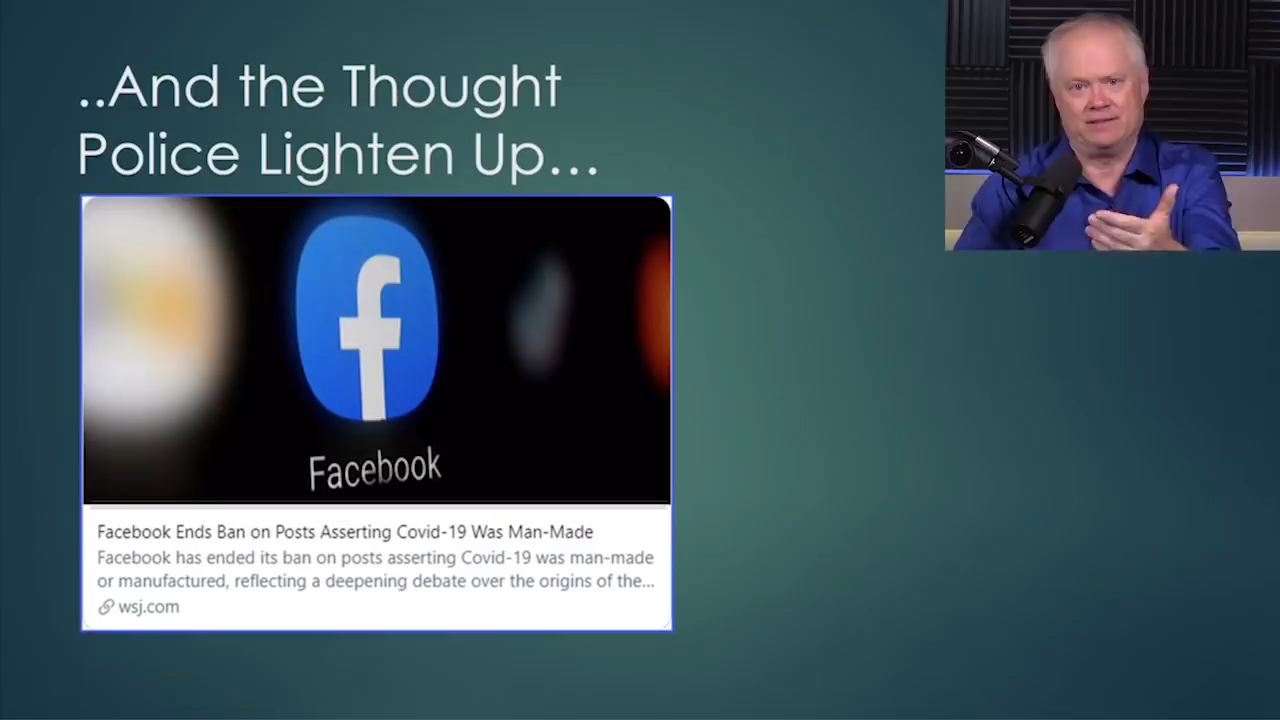 ..And the Thought
Police Lighten Up...
f
Facebook
Facebook Ends Ban on Posts Asserting Covid-19 Was Man-Made
Facebook has ended its ban on posts asserting Covid-19 was man-made
or manufactured, reflecting a deepening debate over the origins of the...
wsj.com